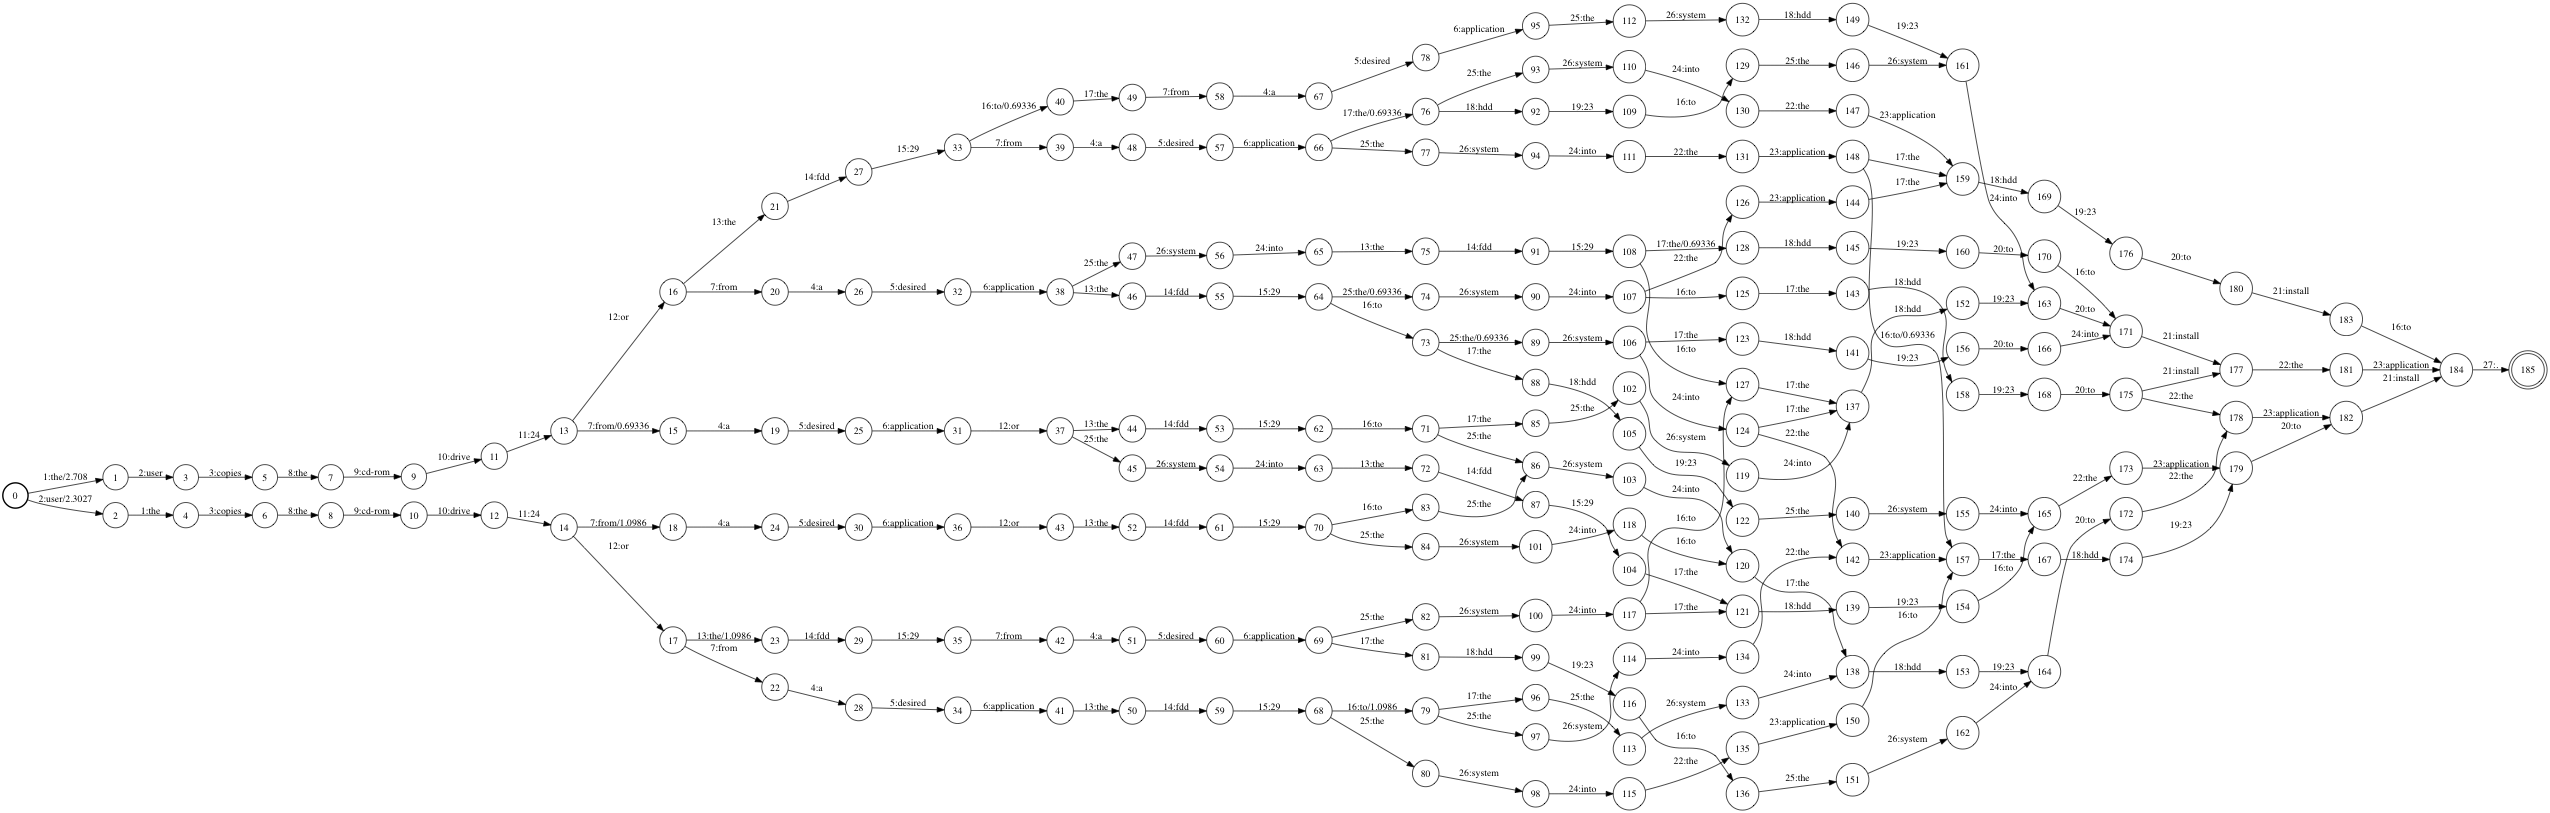 0 1:the/2.708 1 2:user 3 3:copies 5 8:the 7 9:cd-rom 9 10:drive 11 11:24 13
2:user/2.3027 2 1:the 4 3:copies 6 8:the 8 9:cd-rom 10 10:drive 12 11:24 14
12:or 16 13:the 21 14:fdd 27 15:29 33
16:to/0.69336 40 17:the 49 7:from 58 4:a 67 5:desired 78 6:application 95 25:the 112 26:system 132 18:hdd 149 19:23 161
7:from 39 4:a 48 5:desired 57 6:application 66 17:the/0.69336 76 25:the 93 26:system 110 24:into 130 22:the 147 23:application 159
18:hdd 92 19:23 109 16:to 129 25:the 146 26:system
25:the 77 26:system 94 24:into 111 22:the 131 23:application 148 17:the
16:to/0.69336
24:into
18:hdd 169 19:23 176 20:to 180 21:install 183 16:to 184 27:. 185
7:from 20 4:a 26 5:desired 32 6:application 38 25:the 47 26:system 56 24:into 65 13:the 75 14:fdd 91 15:29 108 17:the/0.69336 128 18:hdd 145 19:23 160 20:to 170 16:to 171
16:to 127 17:the 137
13:the 46 14:fdd 55 15:29 64 25:the/0.69336 74 26:system 90 24:into 107 22:the 126 23:application 144 17:the
16:to 125 17:the 143 18:hdd 158 19:23 168 20:to 175 21:install 177 22:the 181 23:application
16:to 73 25:the/0.69336 89 26:system 106 17:the 123 18:hdd 141 19:23 156 20:to 166 24:into
24:into 124 17:the
22:the 142 23:application 157
17:the 88 18:hdd 105 19:23 122 25:the 140 26:system 155 24:into 165 22:the 173 23:application 179
18:hdd 152 19:23 163 20:to 21:install
22:the 178 23:application 182 21:install
7:from/0.69336 15 4:a 19 5:desired 25 6:application 31 12:or 37 13:the 44 14:fdd 53 15:29 62 16:to 71 17:the 85 25:the 102 26:system 119 24:into
25:the 86 26:system 103 24:into 120 17:the 138
25:the 45 26:system 54 24:into 63 13:the 72 14:fdd 87 15:29 104 17:the 121 18:hdd 139 19:23 154 16:to
7:from/1.0986 18 4:a 24 5:desired 30 6:application 36 12:or 43 13:the 52 14:fdd 61 15:29 70 16:to 83 25:the
25:the 84 26:system 101 24:into 118 16:to
17:the 167 18:hdd 174 19:23
12:or 17 13:the/1.0986 23 14:fdd 29 15:29 35 7:from 42 4:a 51 5:desired 60 6:application 69 25:the 82 26:system 100 24:into 117 16:to
17:the
17:the 81 18:hdd 99 19:23 116 16:to 136 25:the 151 26:system 162 24:into 164 20:to 172 22:the
20:to
7:from 22 4:a 28 5:desired 34 6:application 41 13:the 50 14:fdd 59 15:29 68 16:to/1.0986 79 17:the 96 25:the 113 26:system 133 24:into 18:hdd 153 19:23
25:the 97 26:system 114 24:into 134 22:the
25:the 80 26:system 98 24:into 115 22:the 135 23:application 150 16:to